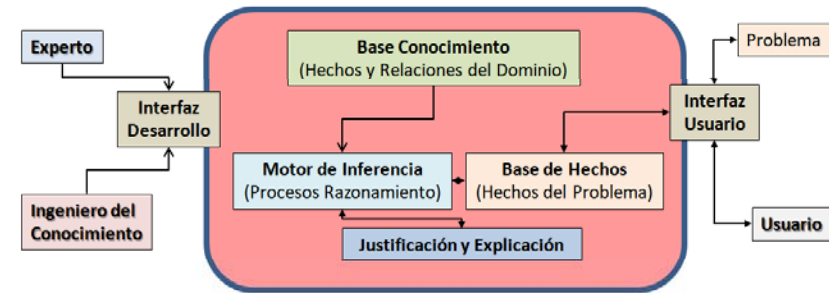 Experto
Interfaz
Desarrollo
Ingeniero del
Conocimiento
Base Conocimiento
(Hechos y Relaciones del Dominio)
Motor de Inferencia
(Procesos Razonamiento)
Base de Hechos
(Hechos del Problema)
Justificación y Explicación
Interfaz
Usuario
Problema
Usuario